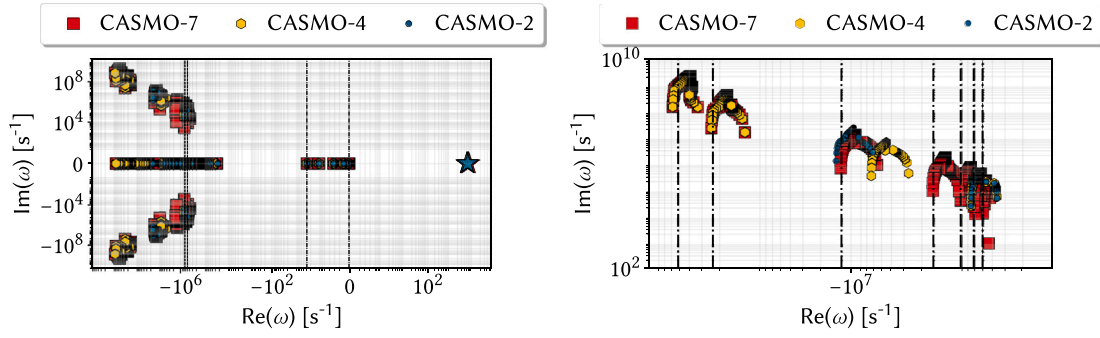 CASMO-7 CASMO-4 CASMO-2
10^8
10^4
0
−10^4
−10^8
Im(ω) [s^-1]
−10^6 −10^2 0 10^2
Re(ω) [s^-1]
CASMO-7 CASMO-4 CASMO-2
10^10
10^2
Im(ω) [s^-1]
−10^7
Re(ω) [s^-1]